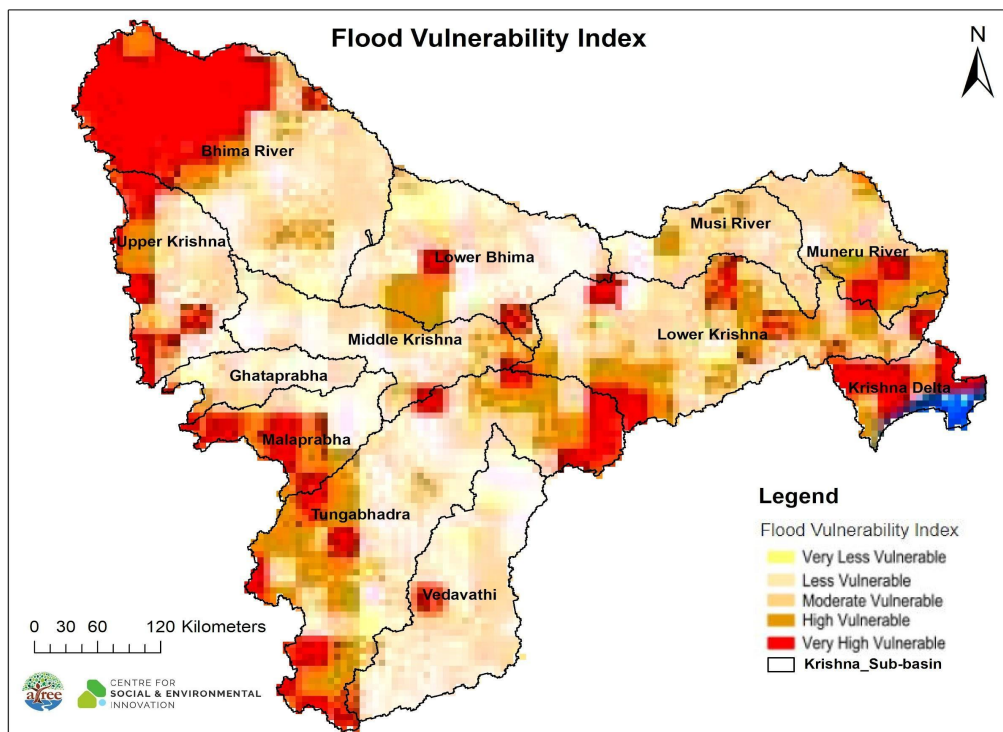 Flood Vulnerability Index
N
Bhima River
Musi River
Upper Krishna
Muneru River
Lower Bhima
Middle Krishna
Lower Krishna
Ghataprabha
Krishna Delta
Malaprabha
Tungabhadra
Vedavathi
Legend
Flood Vulnerability Index
Very Less Vulnerable
Less Vulnerable
Moderate Vulnerable
High Vulnerable
Very High Vulnerable
Krishna_Sub-basin
0 30 60 120 Kilometers
atree
CENTRE FOR
SOCIAL & ENVIRONMENTAL
INNOVATION